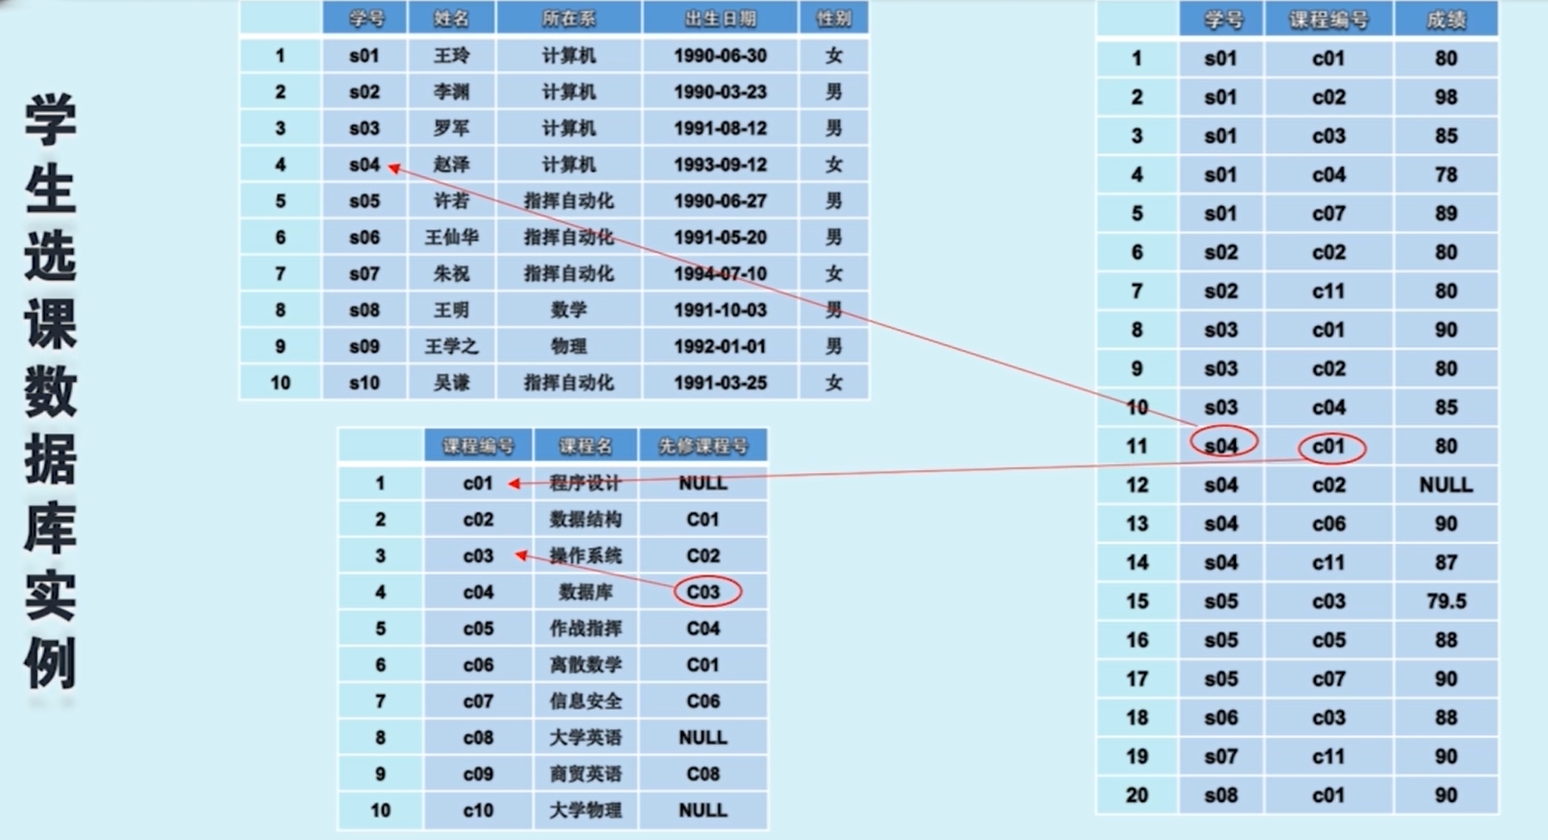 学生选课数据库实例
学号 姓名 所在系 出生日期 性别
1 s01 王玲 计算机 1990-06-30 女
2 s02 李渊 计算机 1990-03-23 男
3 s03 罗军 计算机 1991-08-12 男
4 s04 赵泽 计算机 1993-09-12 女
5 s05 许若 指挥自动化 1990-06-27 男
6 s06 王仙华 指挥自动化 1991-05-20 男
7 s07 朱祝 指挥自动化 1994-07-10 女
8 s08 王明 数学 1991-10-03 男
9 s09 王学之 物理 1992-01-01 男
10 s10 吴谦 指挥自动化 1991-03-25 女
课程编号 课程名 先修课程号
1 c01 程序设计 NULL
2 c02 数据结构 C01
3 c03 操作系统 C02
4 c04 数据库 C03
5 c05 作战指挥 C04
6 c06 离散数学 C01
7 c07 信息安全 C06
8 c08 大学英语 NULL
9 c09 商贸英语 C08
10 c10 大学物理 NULL
学号 课程编号 成绩
1 s01 c01 80
2 s01 c02 98
3 s01 c03 85
4 s01 c04 78
5 s01 c07 89
6 s02 c02 80
7 s02 c11 80
8 s03 c01 90
9 s03 c02 80
10 s03 c04 85
11 s04 c01 80
12 s04 c02 NULL
13 s04 c06 90
14 s04 c11 87
15 s05 c03 79.5
16 s05 c05 88
17 s05 c07 90
18 s06 c03 88
19 s07 c11 90
20 s08 c01 90